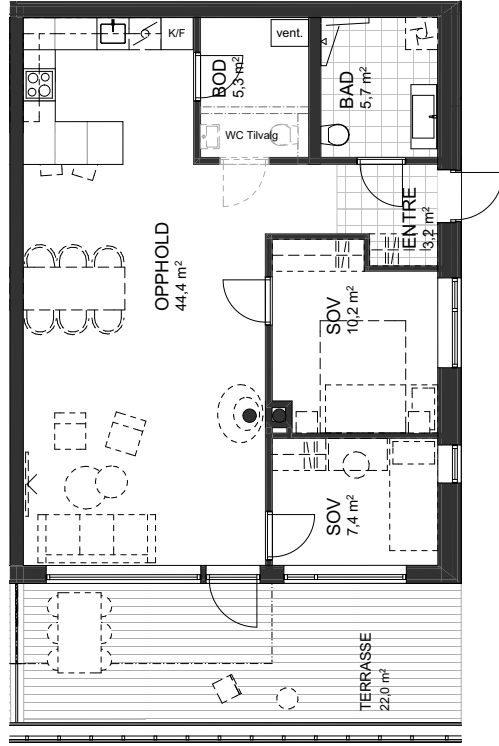 K/F
vent.
BOD
5,3 m²
BAD
5,7 m²
WC Tilvalg
ENTRE
3,2 m²
OPPHOLD
44,4 m²
SOV
10,2 m²
SOV
7,4 m²
TERRASSE
22,0 m²